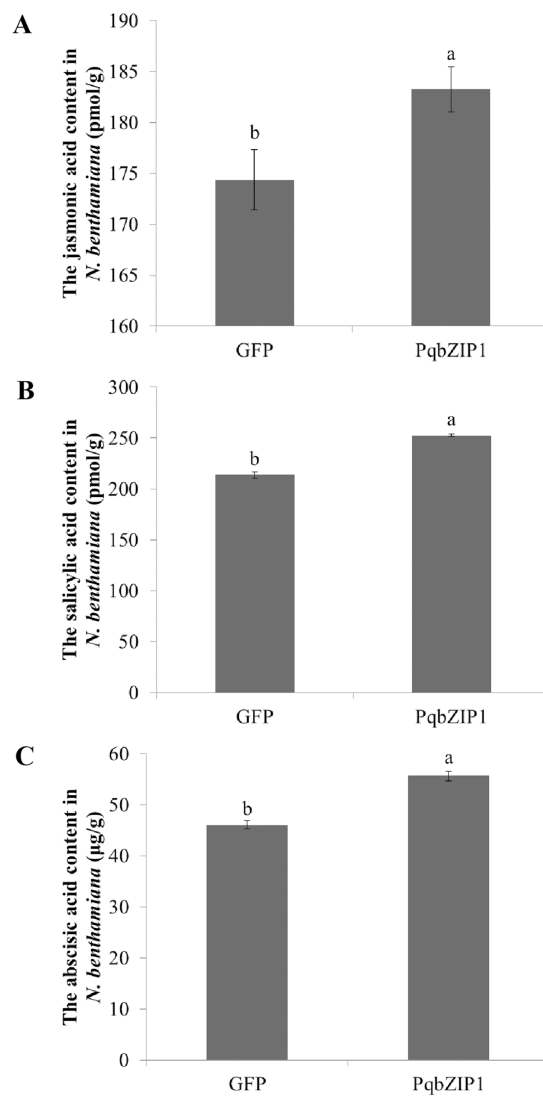 A
The jasmonic acid content in
N. benthamiana (pmol/g)
190
185
180
175
170
165
160
b
a
GFP
PqbZIP1
B
The salicylic acid content in
N. benthamiana (pmol/g)
300
250
200
150
100
50
0
b
a
GFP
PqbZIP1
C
The abscisic acid content in
N. benthamiana (μg/g)
60
50
40
30
20
10
0
b
a
GFP
PqbZIP1